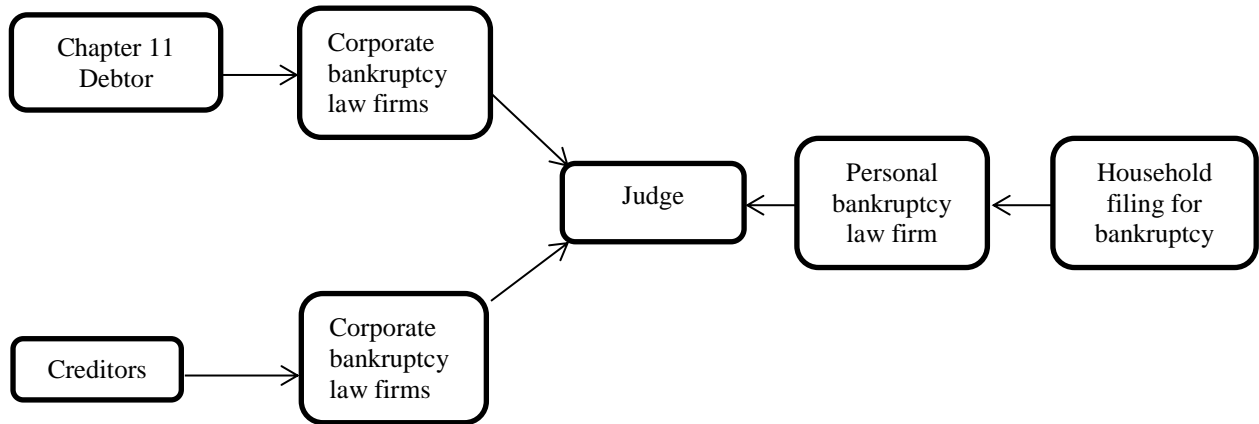 Chapter 11
Debtor
Corporate
bankruptcy
law firms
Judge
Personal
bankruptcy
law firm
Household
filing for
bankruptcy
Creditors
Corporate
bankruptcy
law firms